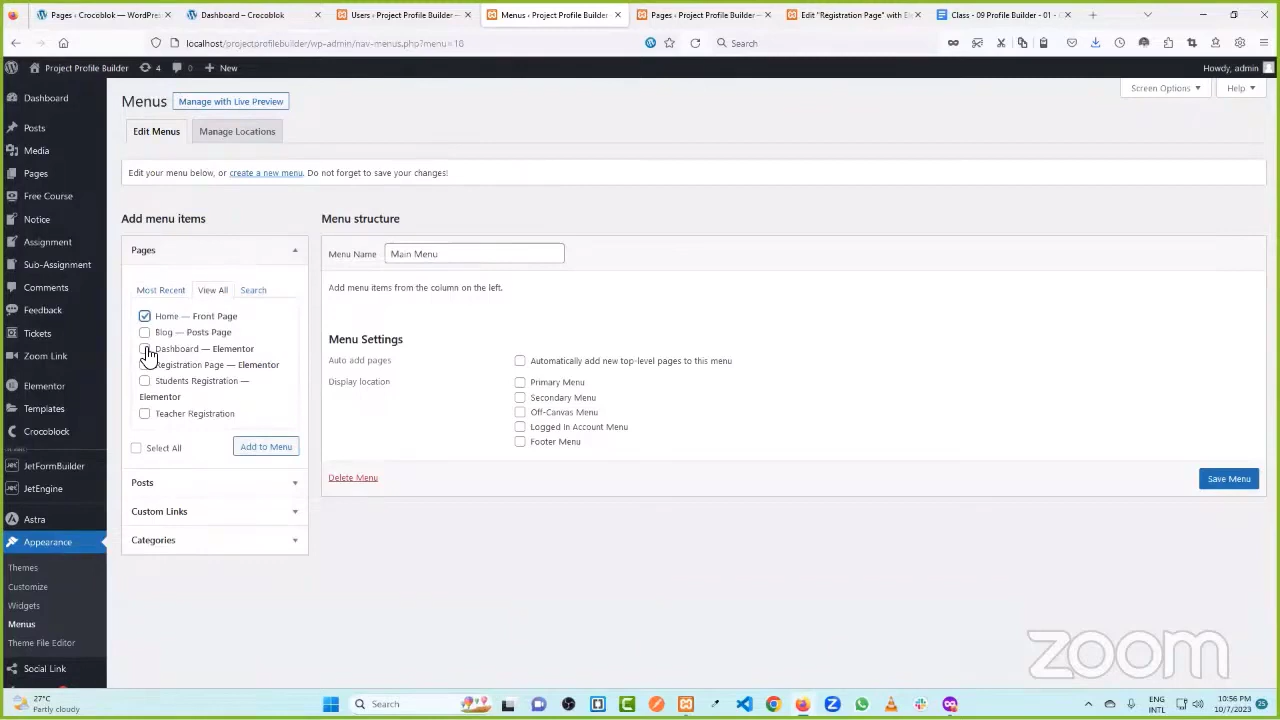 Pages ‹ Crocoblock — WordPres
Dashboard ‹ Crocoblock
Users ‹ Project Profile Builder —
Menus ‹ Project Profile Builder
Pages ‹ Project Profile Builder —
Edit "Registration Page" with El
Class - 09 Profile Builder - 01 - C
localhost/projectprofilebuilder/wp-admin/nav-menus.php?menu=16
Search
Project Profile Builder
4
0
New
Howdy, admin
Dashboard
Posts
Media
Pages
Free Course
Notice
Assignment
Sub-Assignment
Comments
Feedback
Tickets
Zoom Link
Elementor
Templates
Crocoblock
JetFormBuilder
JetEngine
Astra
Appearance
Themes
Customize
Widgets
Menus
Theme File Editor
Social Link
Menus
Manage with Live Preview
Screen Options
Help
Edit Menus
Manage Locations
Edit your menu below, or create a new menu. Do not forget to save your changes!
Add menu items
Pages
Most Recent
View All
Search
Home — Front Page
Blog — Posts Page
Dashboard — Elementor
Registration Page — Elementor
Students Registration —
Elementor
Teacher Registration
Select All
Add to Menu
Posts
Custom Links
Categories
Menu structure
Menu Name
Main Menu
Add menu items from the column on the left.
Menu Settings
Auto add pages
Automatically add new top-level pages to this menu
Display location
Primary Menu
Secondary Menu
Off-Canvas Menu
Logged In Account Menu
Footer Menu
Delete Menu
Save Menu
zoom
27°C
Partly cloudy
Search
ENG
INTL
10:56 PM
10/7/2023
25